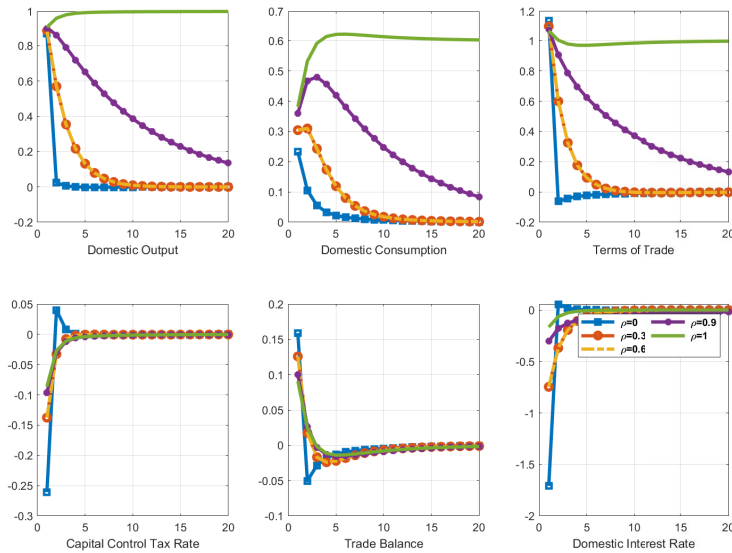 1
0.8
0.6
0.4
0.2
0
-0.2
0 5 10 15 20
Domestic Output
0.7
0.6
0.5
0.4
0.3
0.2
0.1
0
0 5 10 15 20
Domestic Consumption
1.2
1
0.8
0.6
0.4
0.2
0
-0.2
0 5 10 15 20
Terms of Trade
0.05
0
-0.05
-0.1
-0.15
-0.2
-0.25
-0.3
0 5 10 15 20
Capital Control Tax Rate
0.2
0.15
0.1
0.05
0
-0.05
-0.1
0 5 10 15 20
Trade Balance
0
-0.5
-1
-1.5
-2
0 5 10 15 20
Domestic Interest Rate
ρ=0
ρ=0.3
ρ=0.6
ρ=0.9
ρ=1